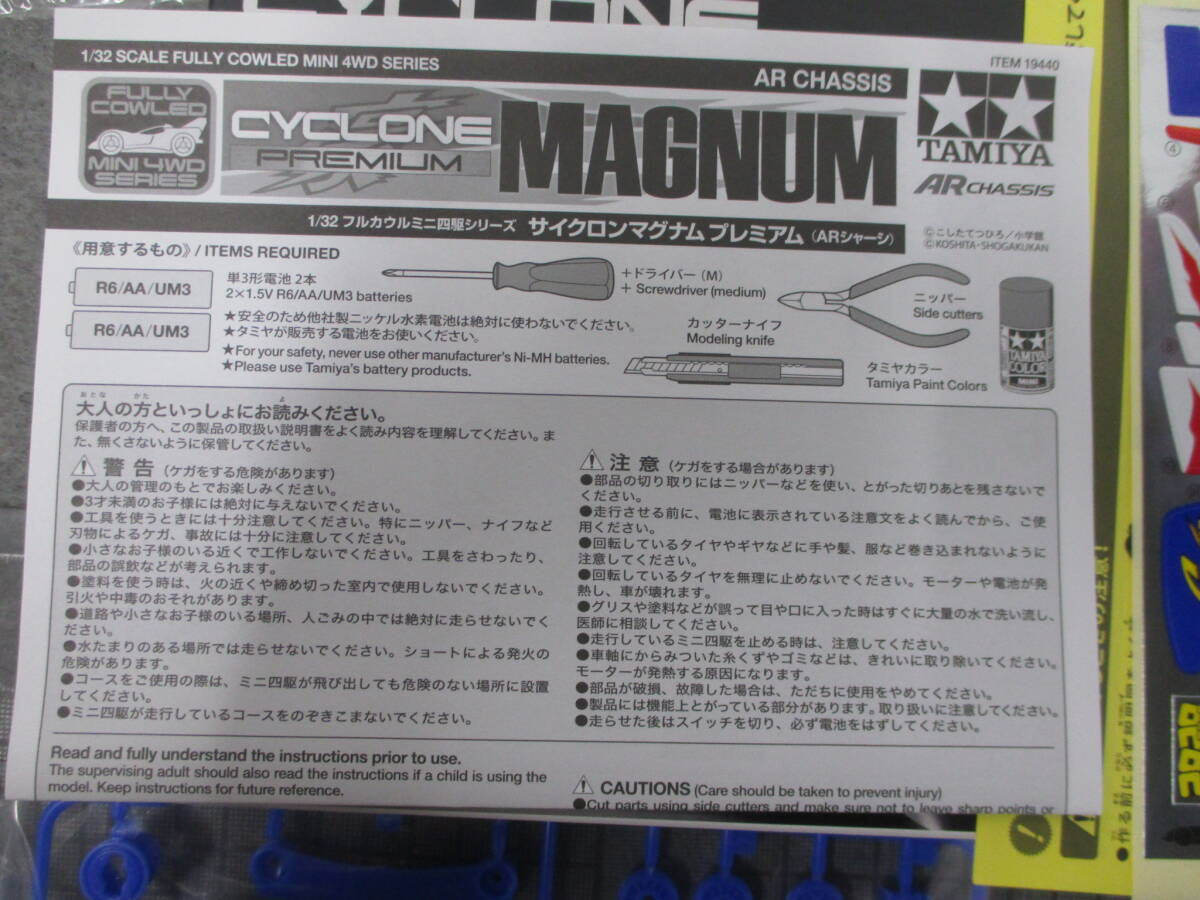 CYCLONE
1/32 SCALE FULLY COWLED MINI 4WD SERIES
AR CHASSIS
ITEM 19440
FULLY
COWLED
MINI 4WD
SERIES
CYCLONE
PREMIUM
MAGNUM
TAMIYA
AR CHASSIS
1/32 フルカウルミニ四駆シリーズ サイクロンマグナム プレミアム (ARシャーシ)
©こしたてつひろ／小学館
©KOSHITA・SHOGAKUKAN
《用意するもの》/ ITEMS REQUIRED
R6/AA/UM3
R6/AA/UM3
単3形電池 2本
2×1.5V R6/AA/UM3 batteries
＋ドライバー（M）
+ Screwdriver (medium)
ニッパー
Side cutters
★安全のため他社製ニッケル水素電池は絶対に使わないでください。
★タミヤが販売する電池をお使いください。
★For your safety, never use other manufacturer's Ni-MH batteries.
★Please use Tamiya's battery products.
カッターナイフ
Modeling knife
タミヤカラー
Tamiya Paint Colors
TAMIYA
COLOR
MINI
おとな かた よ
大人の方といっしょにお読みください。
保護者の方へ、この製品の取扱い説明書をよく読み内容を理解してください。ま
た、無くさないように保管してください。
警告 (ケガをする危険があります)
●大人の管理のもとでお楽しみください。
●3才未満のお子様には絶対に与えないでください。
●工具を使うときには十分注意してください。特にニッパー、ナイフなど
刃物によるケガ、事故には十分に注意してください。
●小さなお子様のいる近くで工作しないでください。工具をさわったり、
部品の誤飲などが考えられます。
●塗料を使う時は、火の近くや締め切った室内で使用しないでください。
引火や中毒のおそれがあります。
●道路や小さなお子様のいる場所、人ごみの中では絶対に走らせないでく
ださい。
●水たまりのある場所では走らせないでください。ショートによる発火の
危険があります。
●コースをご使用の際は、ミニ四駆が飛び出しても危険のない場所に設置
してください。
●ミニ四駆が走行しているコースをのぞきこまないでください。
注意 (ケガをする場合があります)
●部品の切り取りにはニッパーなどを使い、とがった切りあとを残さないで
ください。
●走行させる前に、電池に表示されている注意文をよく読んでから、ご使
用ください。
●回転しているタイヤやギヤなどに手や髪、服など巻き込まれないように
注意してください。
●回転しているタイヤを無理に止めないでください。モーターや電池が発
熱し、車が壊れます。
●グリスや塗料などが誤って目や口に入った時はすぐに大量の水で洗い流し、
医師に相談してください。
●走行しているミニ四駆を止める時は、注意してください。
●車軸にからみついた糸くずやゴミなどは、きれいに取り除いてください。
モーターが発熱する原因になります。
●部品が破損、故障した場合は、ただちに使用をやめてください。
●製品には機能上とがっている部分があります。取り扱いに注意してください。
●走らせた後はスイッチを切り、必ず電池をはずしてください。
Read and fully understand the instructions prior to use.
The supervising adult should also read the instructions if a child is using the
model. Keep instructions for future reference.
CAUTIONS (Care should be taken to prevent injury)
●Cut parts using side cutters and make sure not to leave sharp points or
④